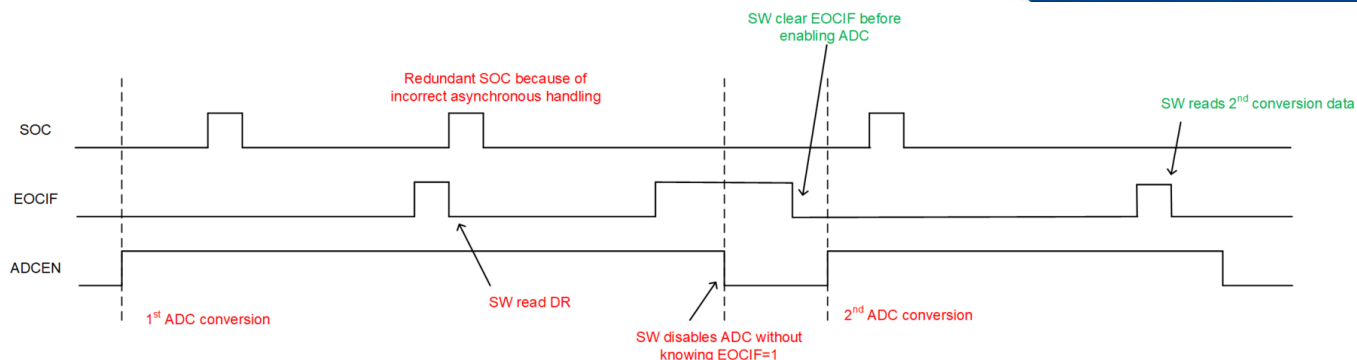 SW clear EOCIF before
enabling ADC
Redundant SOC because of
incorrect asynchronous handling
SW reads 2nd conversion data
SOC
EOCIF
ADCEN
SW read DR
1st ADC conversion
2nd ADC conversion
SW disables ADC without
knowing EOCIF=1